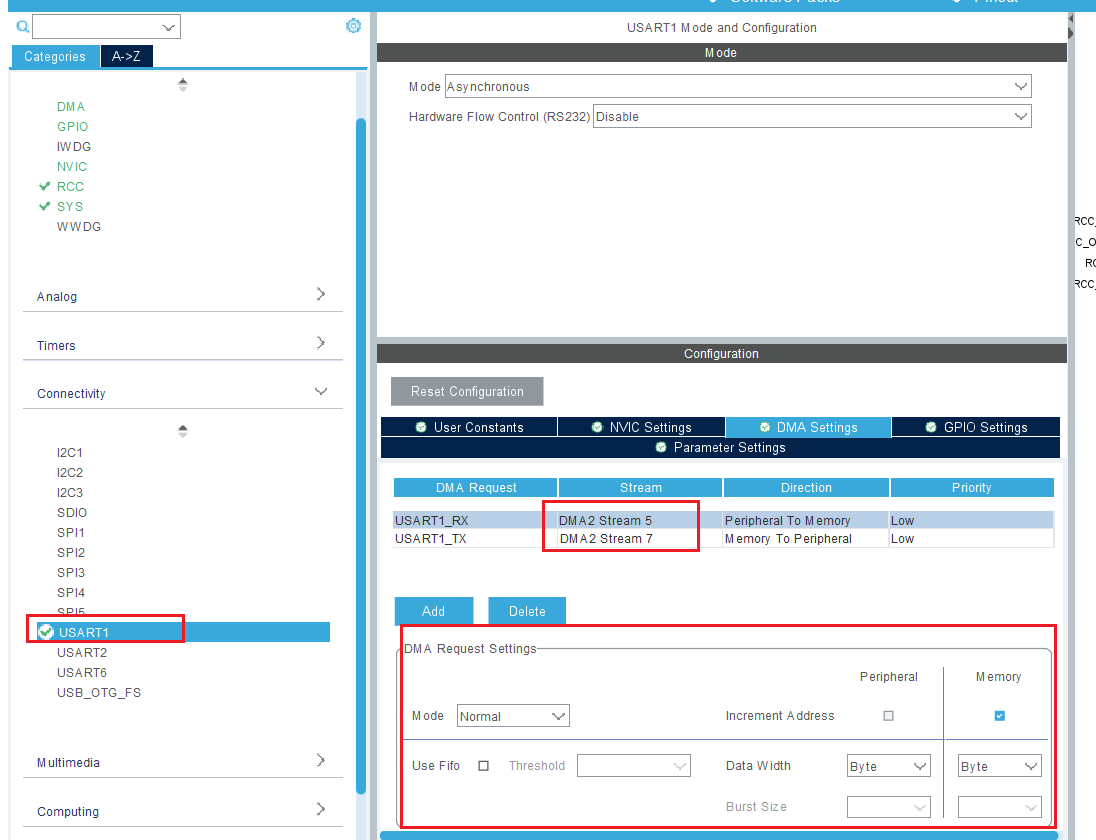 Software Packs
Pinout
USART1 Mode and Configuration
Categories
A->Z
Mode
Mode
Asynchronous
Hardware Flow Control (RS232)
Disable
DMA
GPIO
IWDG
NVIC
RCC
SYS
WWDG
Analog
Timers
Connectivity
I2C1
I2C2
I2C3
SDIO
SPI1
SPI2
SPI3
SPI4
SPI5
USART1
USART2
USART6
USB_OTG_FS
Multimedia
Computing
Configuration
Reset Configuration
User Constants
NVIC Settings
DMA Settings
GPIO Settings
Parameter Settings
DMA Request
Stream
Direction
Priority
USART1_RX
DMA2 Stream 5
Peripheral To Memory
Low
USART1_TX
DMA2 Stream 7
Memory To Peripheral
Low
Add
Delete
DMA Request Settings
Peripheral
Memory
Mode
Normal
Increment Address
Use Fifo
Threshold
Data Width
Byte
Byte
Burst Size
RCC_
C_O
RC
RCC_